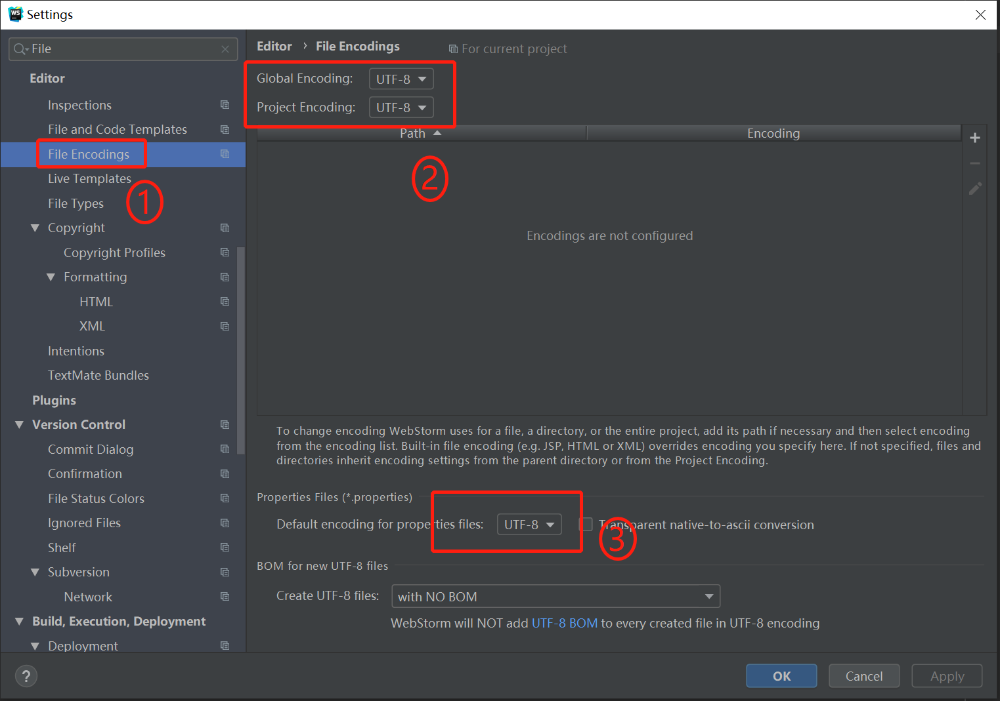 WS Settings
File
Editor
Inspections
File and Code Templates
File Encodings
Live Templates
File Types
Copyright
Copyright Profiles
Formatting
HTML
XML
Intentions
TextMate Bundles
Plugins
Version Control
Commit Dialog
Confirmation
File Status Colors
Ignored Files
Shelf
Subversion
Network
Build, Execution, Deployment
Deployment
1
Editor › File Encodings
For current project
Global Encoding: UTF-8
Project Encoding: UTF-8
Path Encoding
2
Encodings are not configured
To change encoding WebStorm uses for a file, a directory, or the entire project, add its path if necessary and then select encoding
from the encoding list. Built-in file encoding (e.g. JSP, HTML or XML) overrides encoding you specify here. If not specified, files and
directories inherit encoding settings from the parent directory or from the Project Encoding.
Properties Files (*.properties)
Default encoding for properties files: UTF-8 Transparent native-to-ascii conversion
3
BOM for new UTF-8 files
Create UTF-8 files: with NO BOM
WebStorm will NOT add UTF-8 BOM to every created file in UTF-8 encoding
? OK Cancel Apply